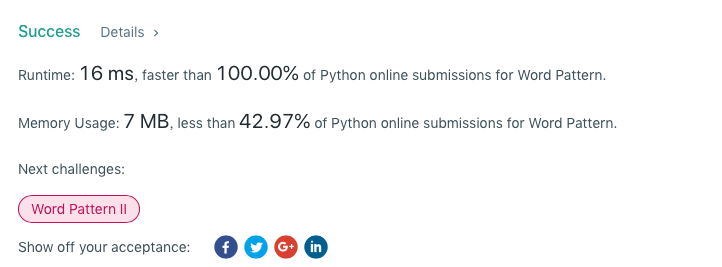 Success Details >
Runtime: 16 ms, faster than 100.00% of Python online submissions for Word Pattern.
Memory Usage: 7 MB, less than 42.97% of Python online submissions for Word Pattern.
Next challenges:
Word Pattern II
Show off your acceptance: f G+ in